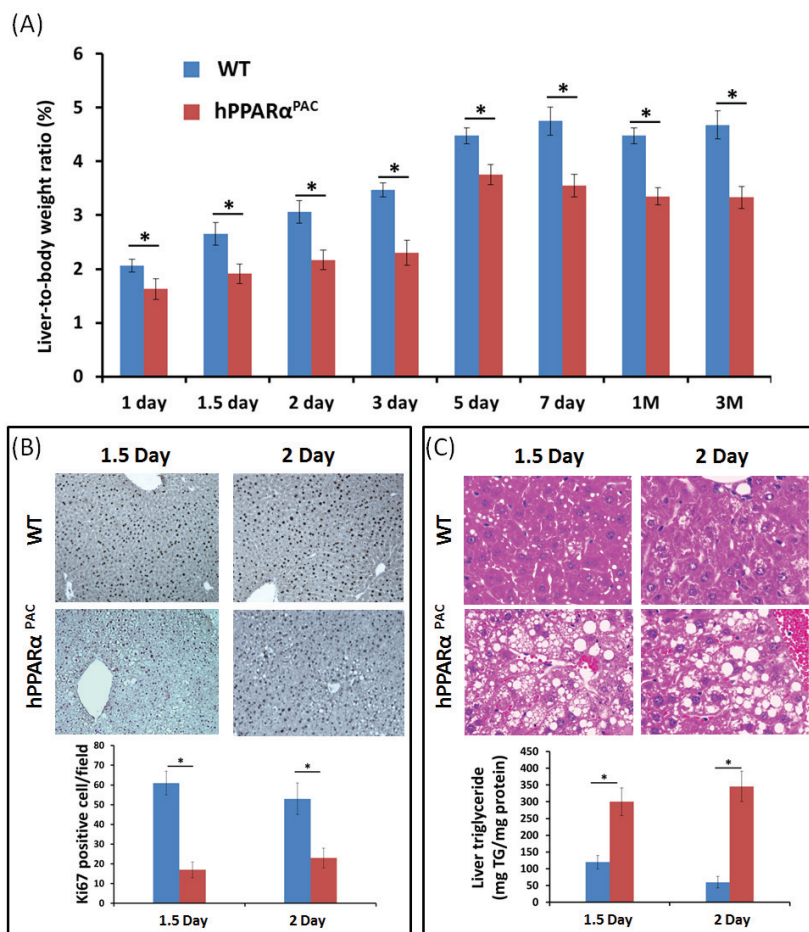 (A)
6
5
4
3
2
1
0
Liver-to-body weight ratio (%)
WT
hPPARα^PAC
* * * * * * * *
1 day 1.5 day 2 day 3 day 5 day 7 day 1M 3M
(B)
1.5 Day 2 Day
WT
hPPARα PAC
70
60
50
40
30
20
10
0
Ki67 positive cell/field
* *
1.5 Day 2 Day
(C)
1.5 Day 2 Day
WT
hPPARα PAC
450
400
350
300
250
200
150
100
50
0
Liver triglyceride
(mg TG/mg protein)
* *
1.5 Day 2 Day